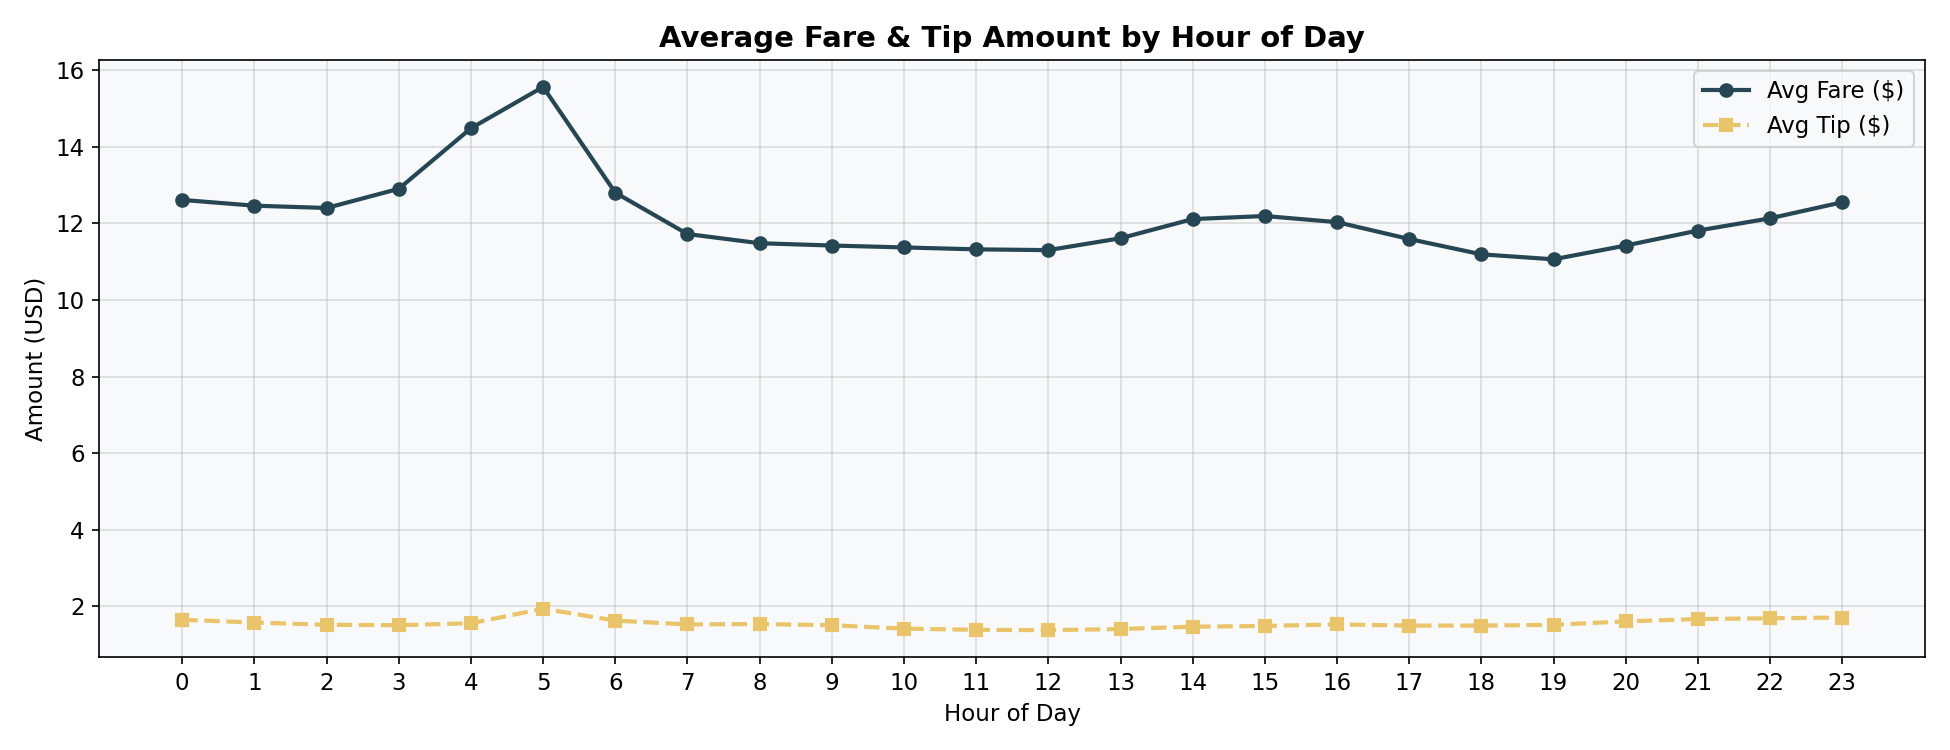 Average Fare & Tip Amount by Hour of Day
Avg Fare ($)
Avg Tip ($)
Amount (USD)
16
14
12
10
8
6
4
2
0 1 2 3 4 5 6 7 8 9 10 11 12 13 14 15 16 17 18 19 20 21 22 23
Hour of Day